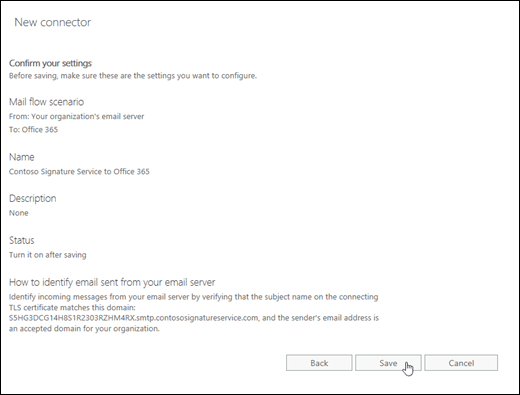 New connector
Confirm your settings
Before saving, make sure these are the settings you want to configure.
Mail flow scenario
From: Your organization's email server
To: Office 365
Name
Contoso Signature Service to Office 365
Description
None
Status
Turn it on after saving
How to identify email sent from your email server
Identify incoming messages from your email server by verifying that the subject name on the connecting
TLS certificate matches this domain:
S5HG3DCG14H8S1R2303RZHM4RX.smtp.contososignatureservice.com, and the sender's email address is
an accepted domain for your organization.
Back
Save
Cancel